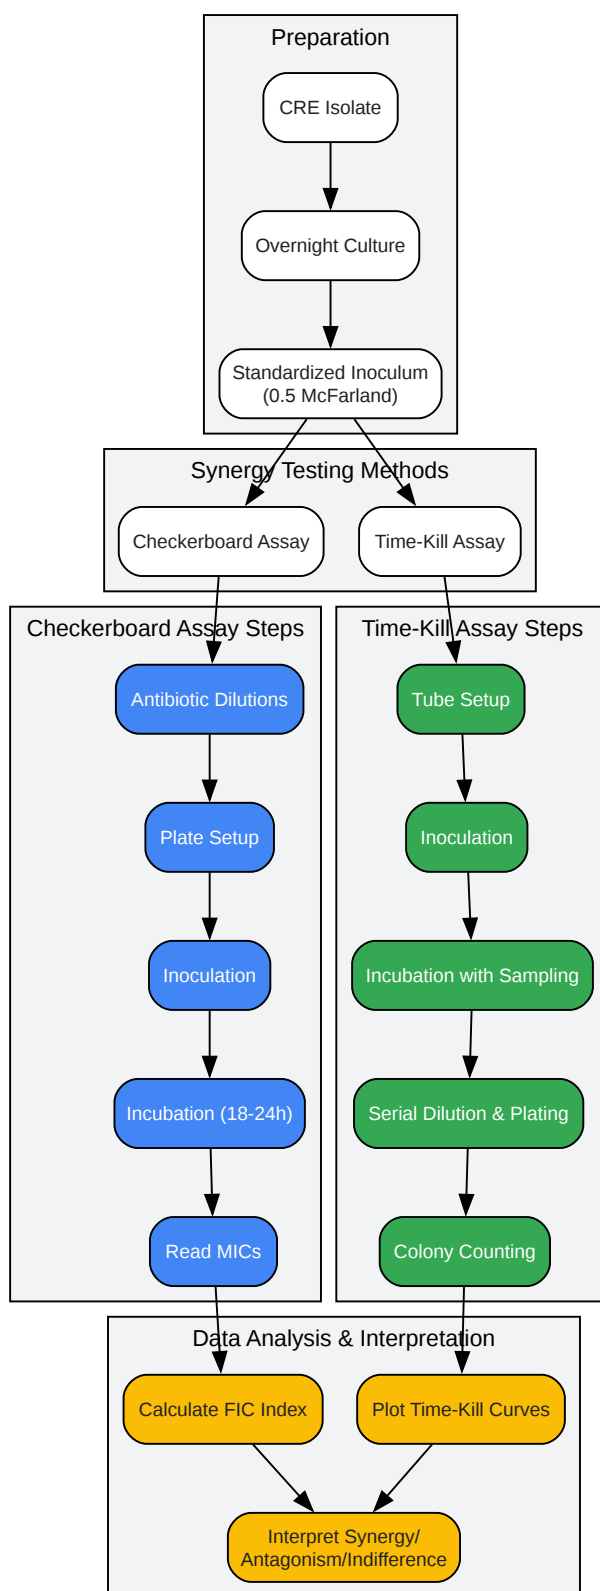 Preparation
CRE Isolate
Overnight Culture
Standardized Inoculum
(0.5 McFarland)
Synergy Testing Methods
Checkerboard Assay
Time-Kill Assay
Checkerboard Assay Steps
Antibiotic Dilutions
Plate Setup
Inoculation
Incubation (18-24h)
Read MICs
Time-Kill Assay Steps
Tube Setup
Inoculation
Incubation with Sampling
Serial Dilution & Plating
Colony Counting
Data Analysis & Interpretation
Calculate FIC Index
Plot Time-Kill Curves
Interpret Synergy/
Antagonism/Indifference